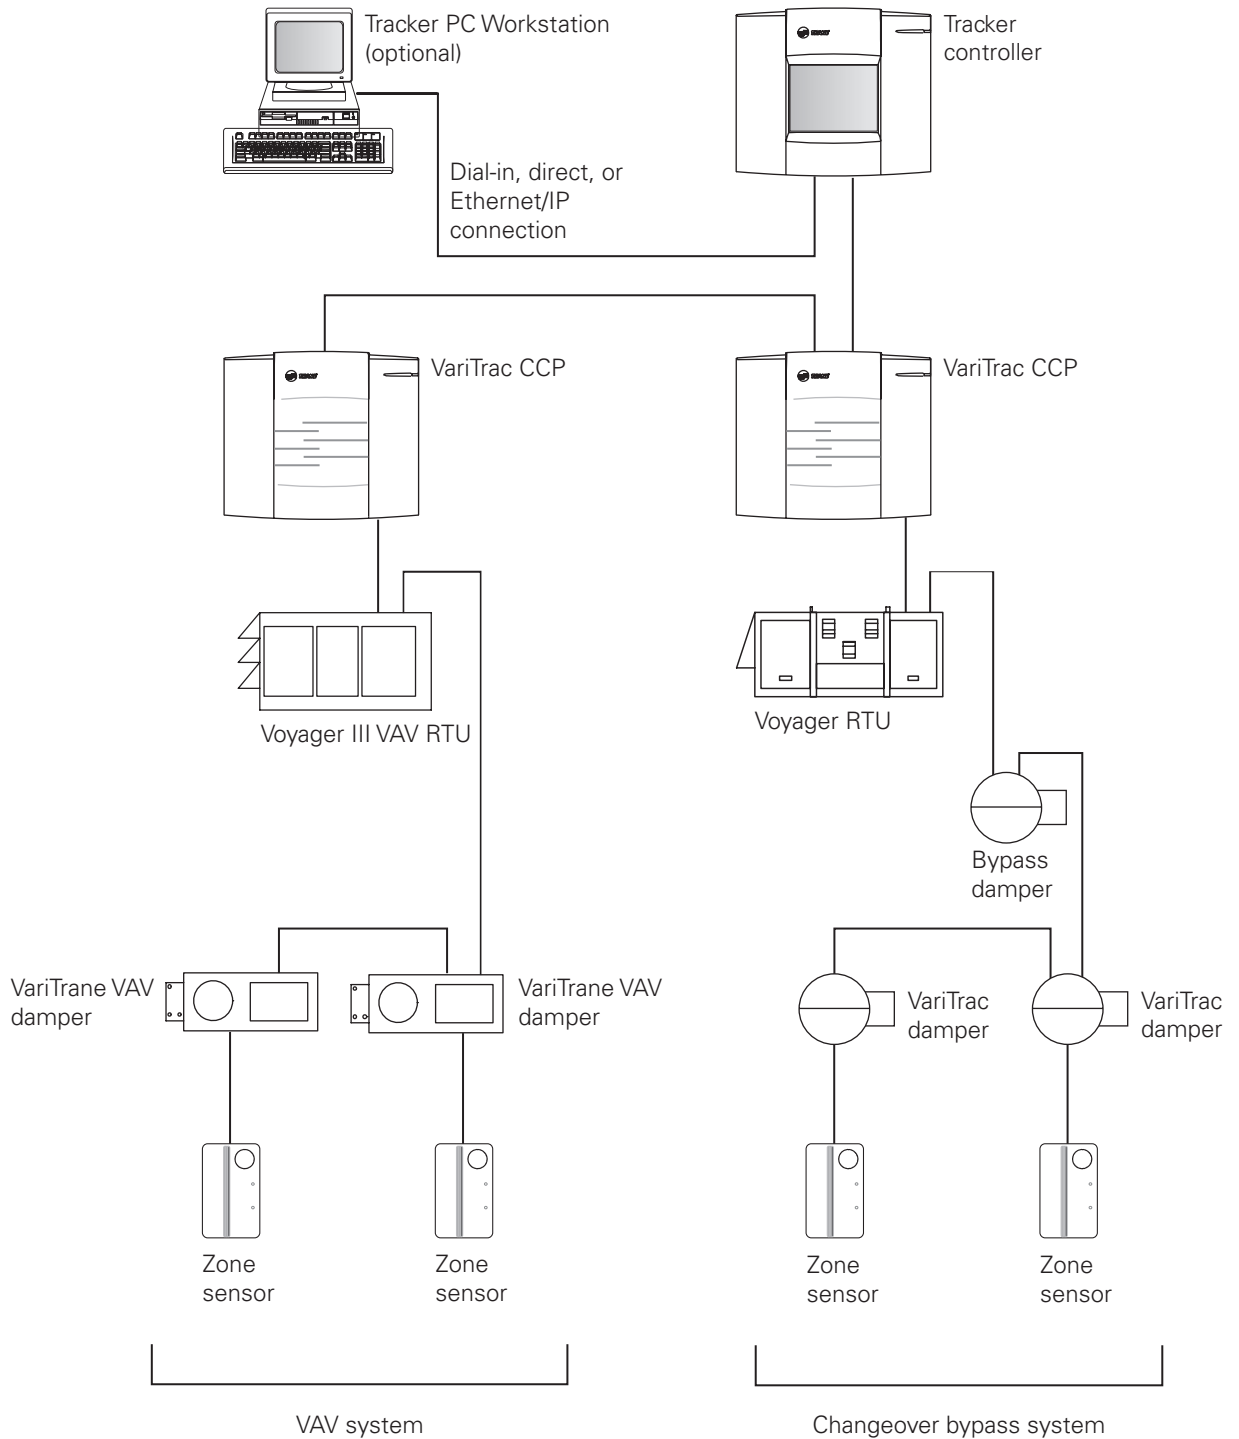 Tracker PC Workstation
(optional)
Tracker
controller
Dial-in, direct, or
Ethernet/IP
connection
VariTrac CCP
VariTrac CCP
Voyager III VAV RTU
Voyager RTU
Bypass
damper
VariTrane VAV
damper
VariTrane VAV
damper
VariTrac
damper
VariTrac
damper
Zone
sensor
Zone
sensor
Zone
sensor
Zone
sensor
VAV system
Changeover bypass system